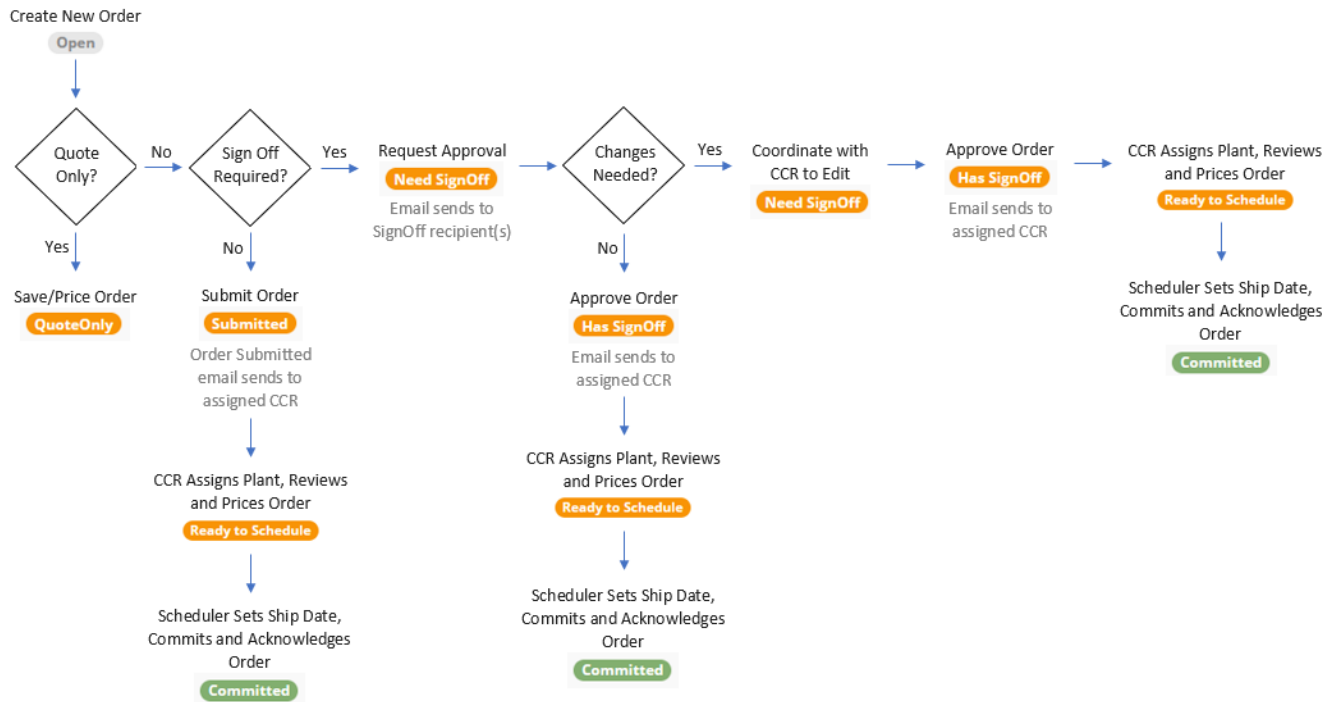 Create New Order
Open
Quote
Only?
No
Yes
Save/Price Order
QuoteOnly
Sign Off
Required?
Yes
No
Submit Order
Submitted
Order Submitted
email sends to
assigned CCR
CCR Assigns Plant, Reviews
and Prices Order
Ready to Schedule
Scheduler Sets Ship Date,
Commits and Acknowledges
Order
Committed
Request Approval
Need SignOff
Email sends to
SignOff recipient(s)
Changes
Needed?
Yes
No
Approve Order
Has SignOff
Email sends to
assigned CCR
CCR Assigns Plant, Reviews
and Prices Order
Ready to Schedule
Scheduler Sets Ship Date,
Commits and Acknowledges
Order
Committed
Coordinate with
CCR to Edit
Need SignOff
Approve Order
Has SignOff
Email sends to
assigned CCR
CCR Assigns Plant, Reviews
and Prices Order
Ready to Schedule
Scheduler Sets Ship Date,
Commits and Acknowledges
Order
Committed